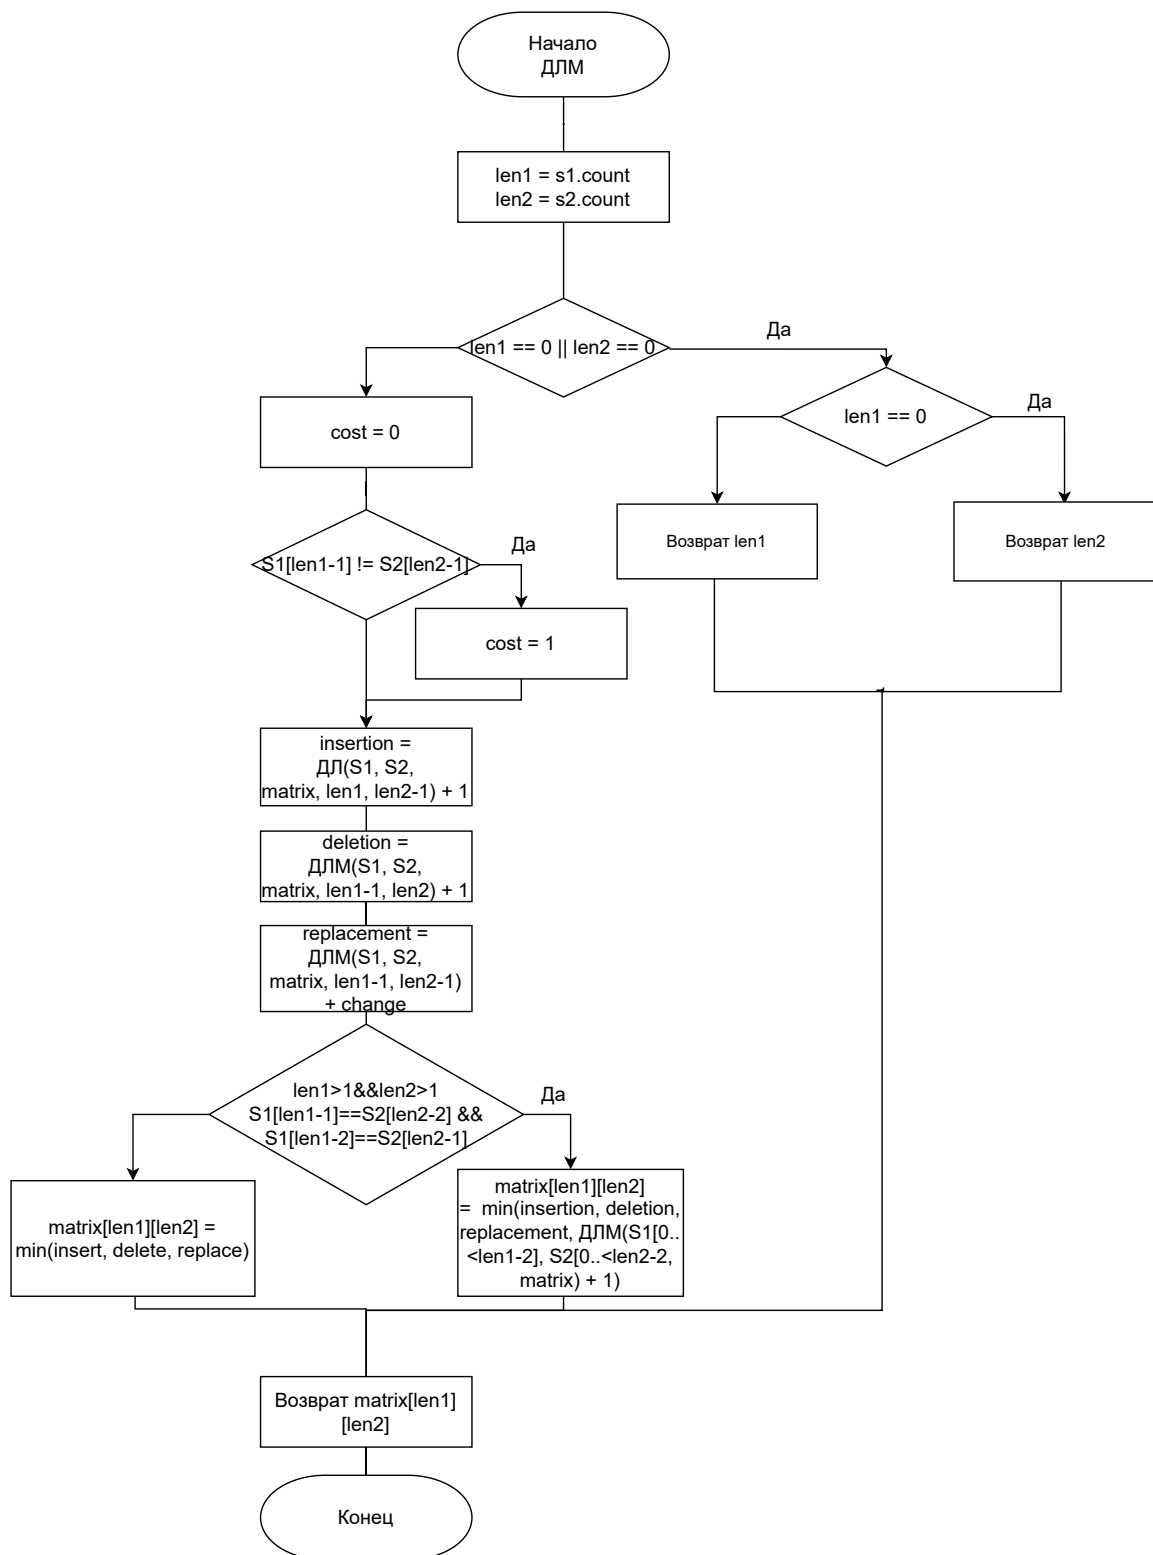 Начало
ДЛМ
len1 = s1.count
len2 = s2.count
len1 == 0 || len2 == 0
Да
len1 == 0
Да
cost = 0
Возврат len1
Возврат len2
S1[len1-1] != S2[len2-1]
Да
cost = 1
insertion =
ДЛ(S1, S2,
matrix, len1, len2-1) + 1
deletion =
ДЛМ(S1, S2,
matrix, len1-1, len2) + 1
replacement =
ДЛМ(S1, S2,
matrix, len1-1, len2-1)
+ change
len1>1&&len2>1
S1[len1-1]==S2[len2-2] &&
S1[len1-2]==S2[len2-1]
Да
matrix[len1][len2] =
min(insert, delete, replace)
matrix[len1][len2]
= min(insertion, deletion,
replacement, ДЛМ(S1[0..
<len1-2], S2[0..<len2-2,
matrix) + 1)
Возврат matrix[len1]
[len2]
Конец